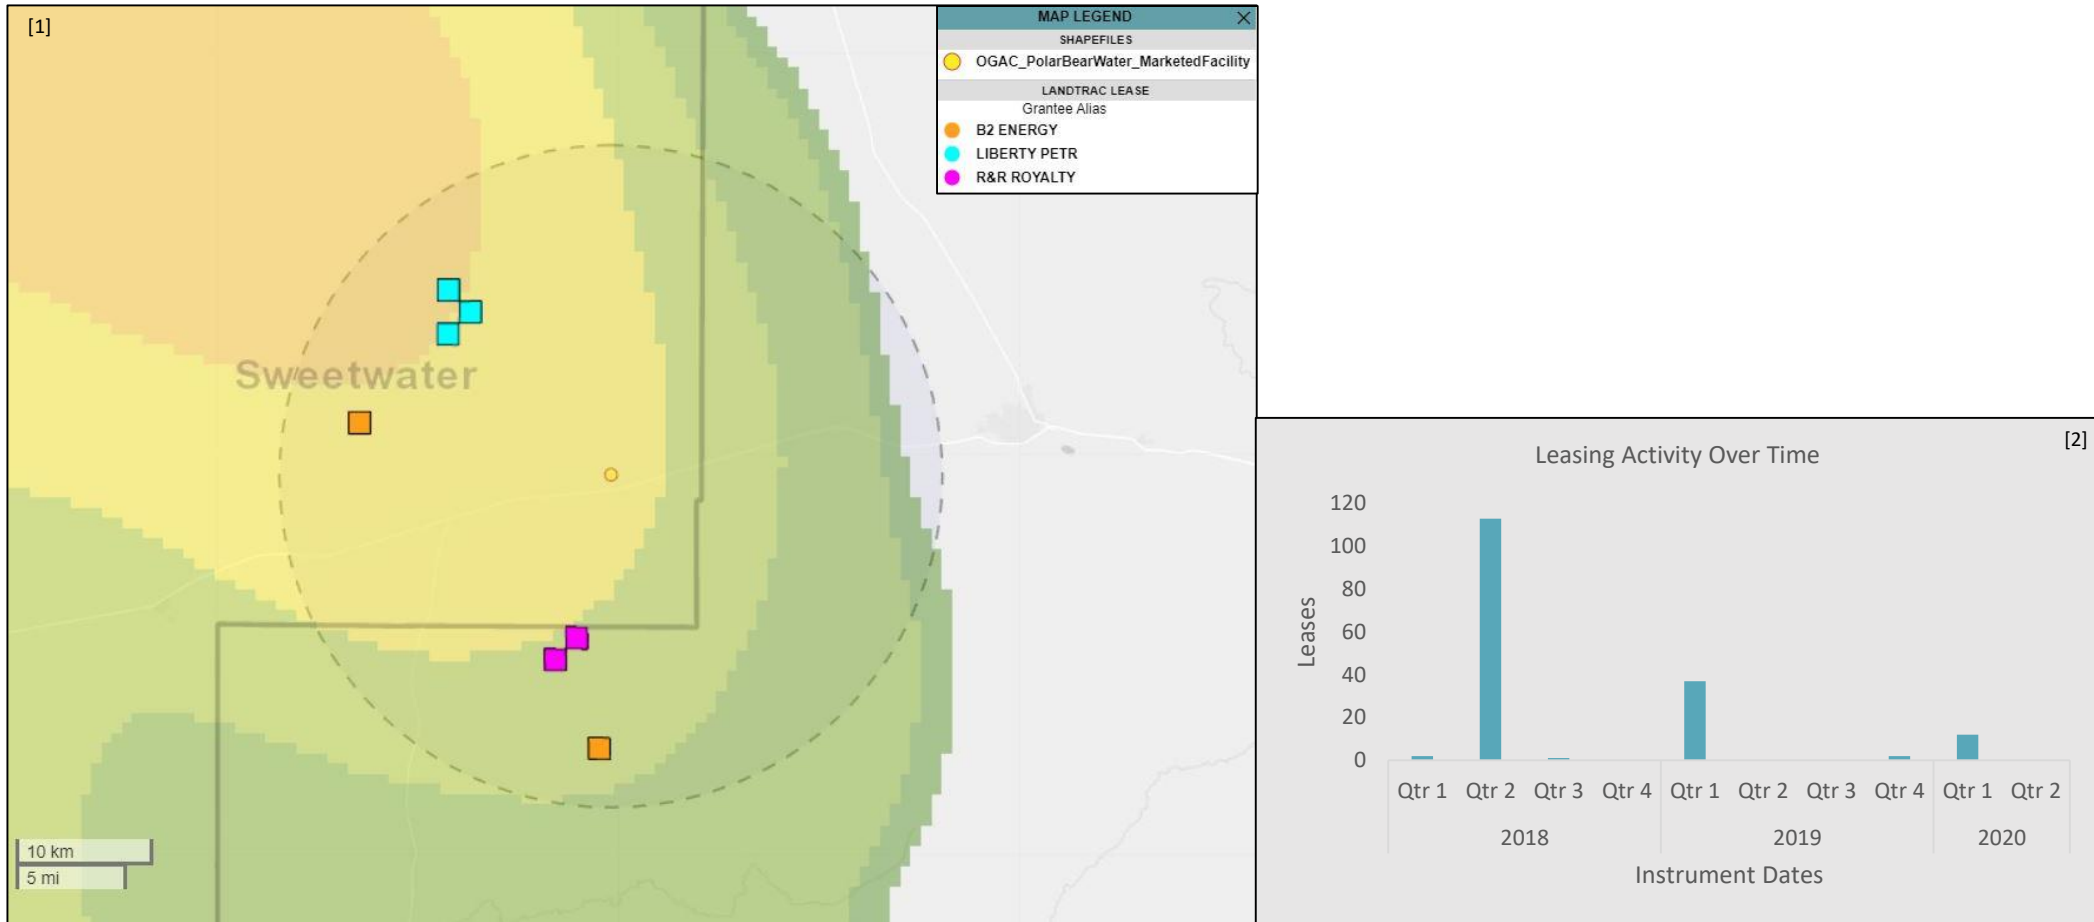 [1]
MAP LEGEND
SHAPEFILES
OGAC_PolarBearWater_MarketedFacility
LANDTRAC LEASE
Grantee Alias
B2 ENERGY
LIBERTY PETR
R&R ROYALTY
Sweetwater
10 km
5 mi
[2]
Leasing Activity Over Time
Leases
120
100
80
60
40
20
0
Qtr 1 Qtr 2 Qtr 3 Qtr 4 Qtr 1 Qtr 2 Qtr 3 Qtr 4 Qtr 1 Qtr 2
2018 2019 2020
Instrument Dates